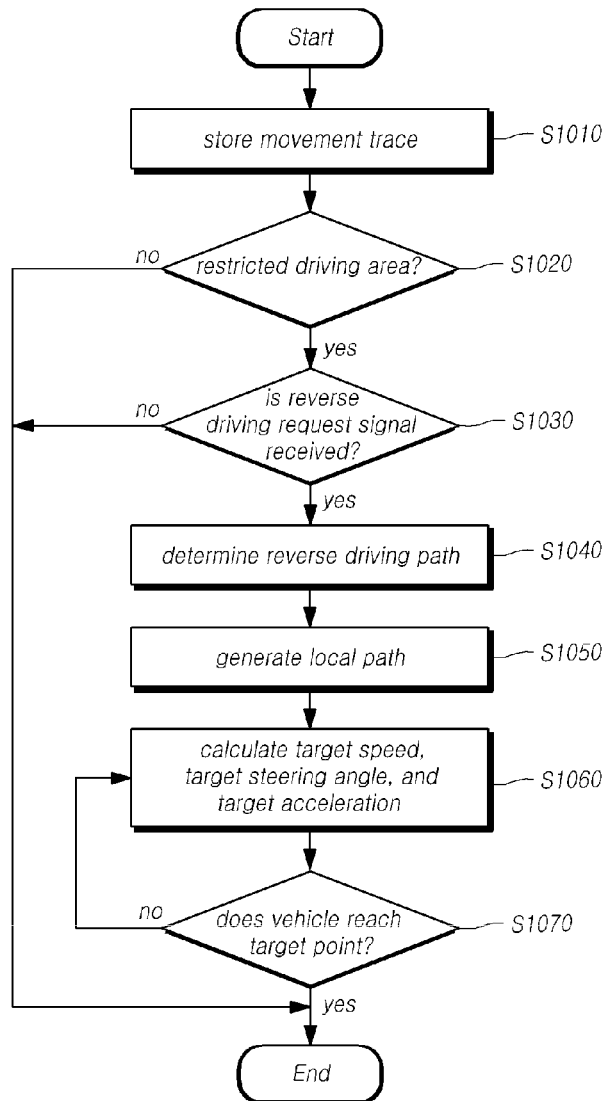 Start
store movement trace
S1010
no
restricted driving area?
S1020
yes
no
is reverse
driving request signal
received?
S1030
yes
determine reverse driving path
S1040
generate local path
S1050
calculate target speed,
target steering angle, and
target acceleration
S1060
no
does vehicle reach
target point?
S1070
yes
End